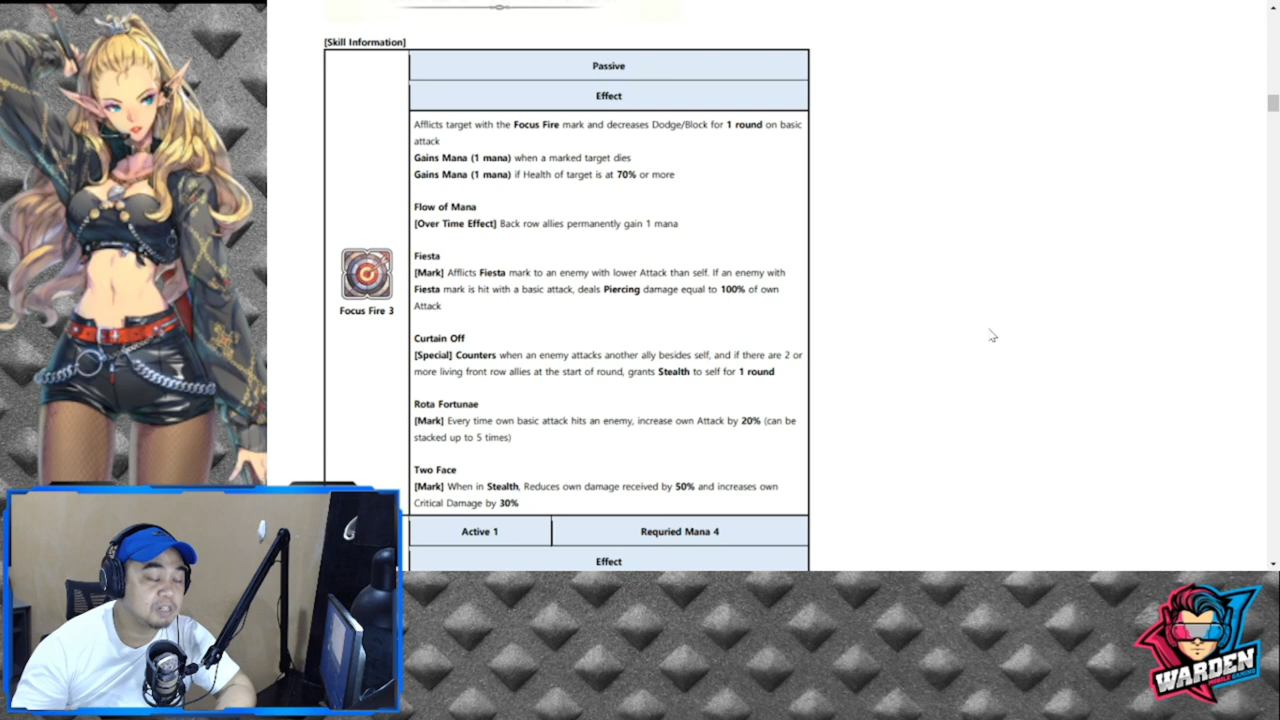 [Skill Information]
Passive
Effect
Afflicts target with the Focus Fire mark and decreases Dodge/Block for 1 round on basic
attack
Gains Mana (1 mana) when a marked target dies
Gains Mana (1 mana) if Health of target is at 70% or more
Flow of Mana
[Over Time Effect] Back row allies permanently gain 1 mana
Fiesta
[Mark] Afflicts Fiesta mark to an enemy with lower Attack than self. If an enemy with
Fiesta mark is hit with a basic attack, deals Piercing damage equal to 100% of own
Attack
Focus Fire 3
Curtain Off
[Special] Counters when an enemy attacks another ally besides self, and if there are 2 or
more living front row allies at the start of round, grants Stealth to self for 1 round
Rota Fortunae
[Mark] Every time own basic attack hits an enemy, increase own Attack by 20% (can be
stacked up to 5 times)
Two Face
[Mark] When in Stealth, Reduces own damage received by 50% and increases own
Critical Damage by 30%
Active 1
Requried Mana 4
Effect
WARDEN
MOBILE GAMING